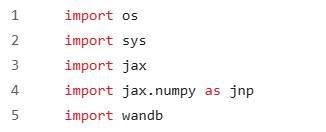 1 import os
2 import sys
3 import jax
4 import jax.numpy as jnp
5 import wandb